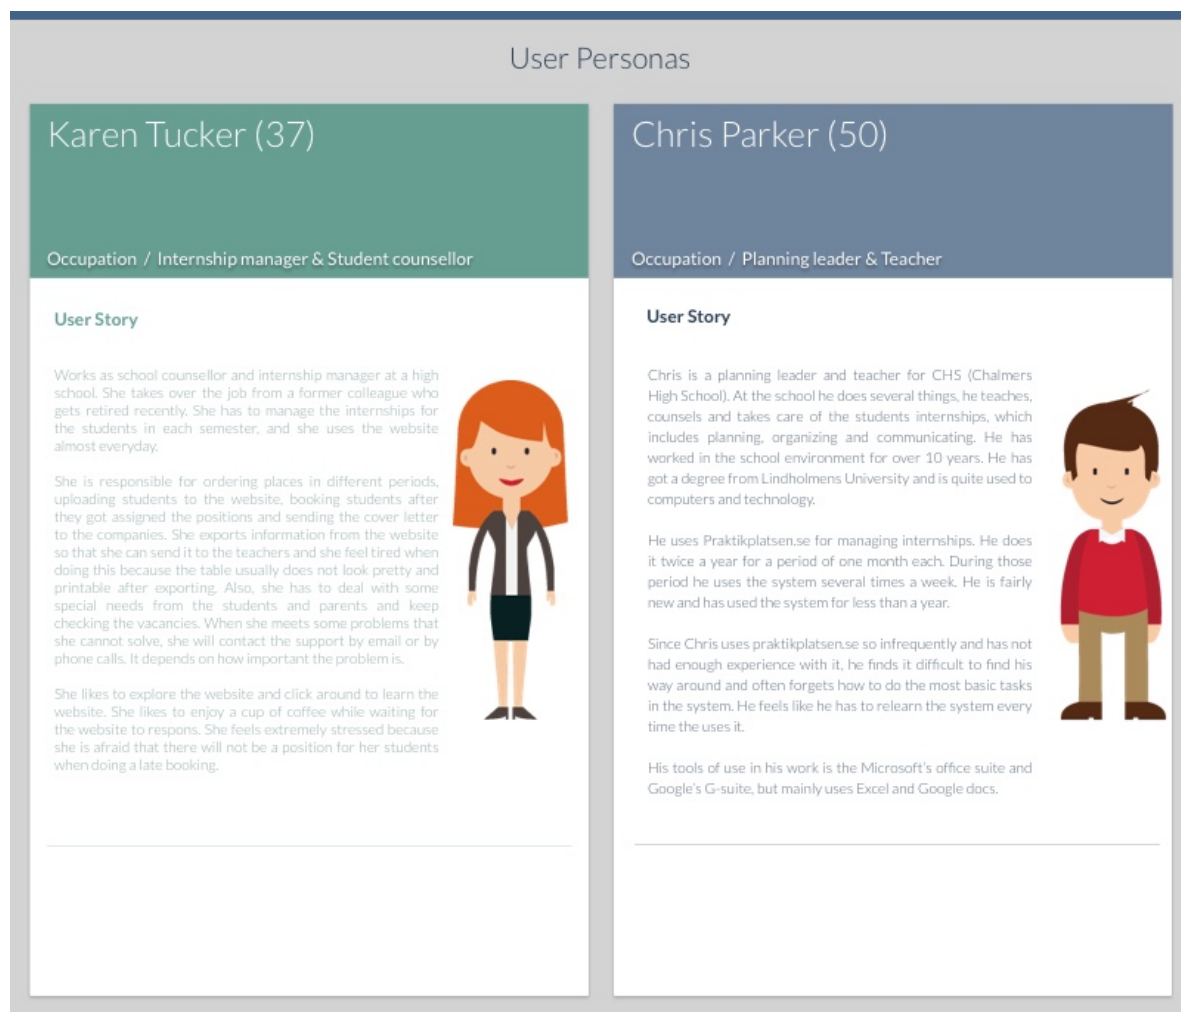 User Personas
Karen Tucker (37)
Occupation / Internship manager & Student counsellor
User Story
Works as school counsellor and internship manager at a high
school. She takes over the job from a former colleague who
gets retired recently. She has to manage the internships for
the students in each semester, and she uses the website
almost everyday.
She is responsible for ordering places in different periods,
uploading students to the website, booking students after
they got assigned the positions and sending the cover letter
to the companies. She exports information from the website
so that she can send it to the teachers and she feel tired when
doing this because the table usually does not look pretty and
printable after exporting. Also, she has to deal with some
special needs from the students and parents and keep
checking the vacancies. When she meets some problems that
she cannot solve, she will contact the support by email or by
phone calls. It depends on how important the problem is.
She likes to explore the website and click around to learn the
website. She likes to enjoy a cup of coffee while waiting for
the website to respons. She feels extremely stressed because
she is afraid that there will not be a position for her students
when doing a late booking.
Chris Parker (50)
Occupation / Planning leader & Teacher
User Story
Chris is a planning leader and teacher for CHS (Chalmers
High School). At the school he does several things, he teaches,
counsels and takes care of the students internships, which
includes planning, organizing and communicating. He has
worked in the school environment for over 10 years. He has
got a degree from Lindholmens University and is quite used to
computers and technology.
He uses Praktikplatsen.se for managing internships. He does
it twice a year for a period of one month each. During those
period he uses the system several times a week. He is fairly
new and has used the system for less than a year.
Since Chris uses praktikplatsen.se so infrequently and has not
had enough experience with it, he finds it difficult to find his
way around and often forgets how to do the most basic tasks
in the system. He feels like he has to relearn the system every
time the uses it.
His tools of use in his work is the Microsoft's office suite and
Google's G-suite, but mainly uses Excel and Google docs.